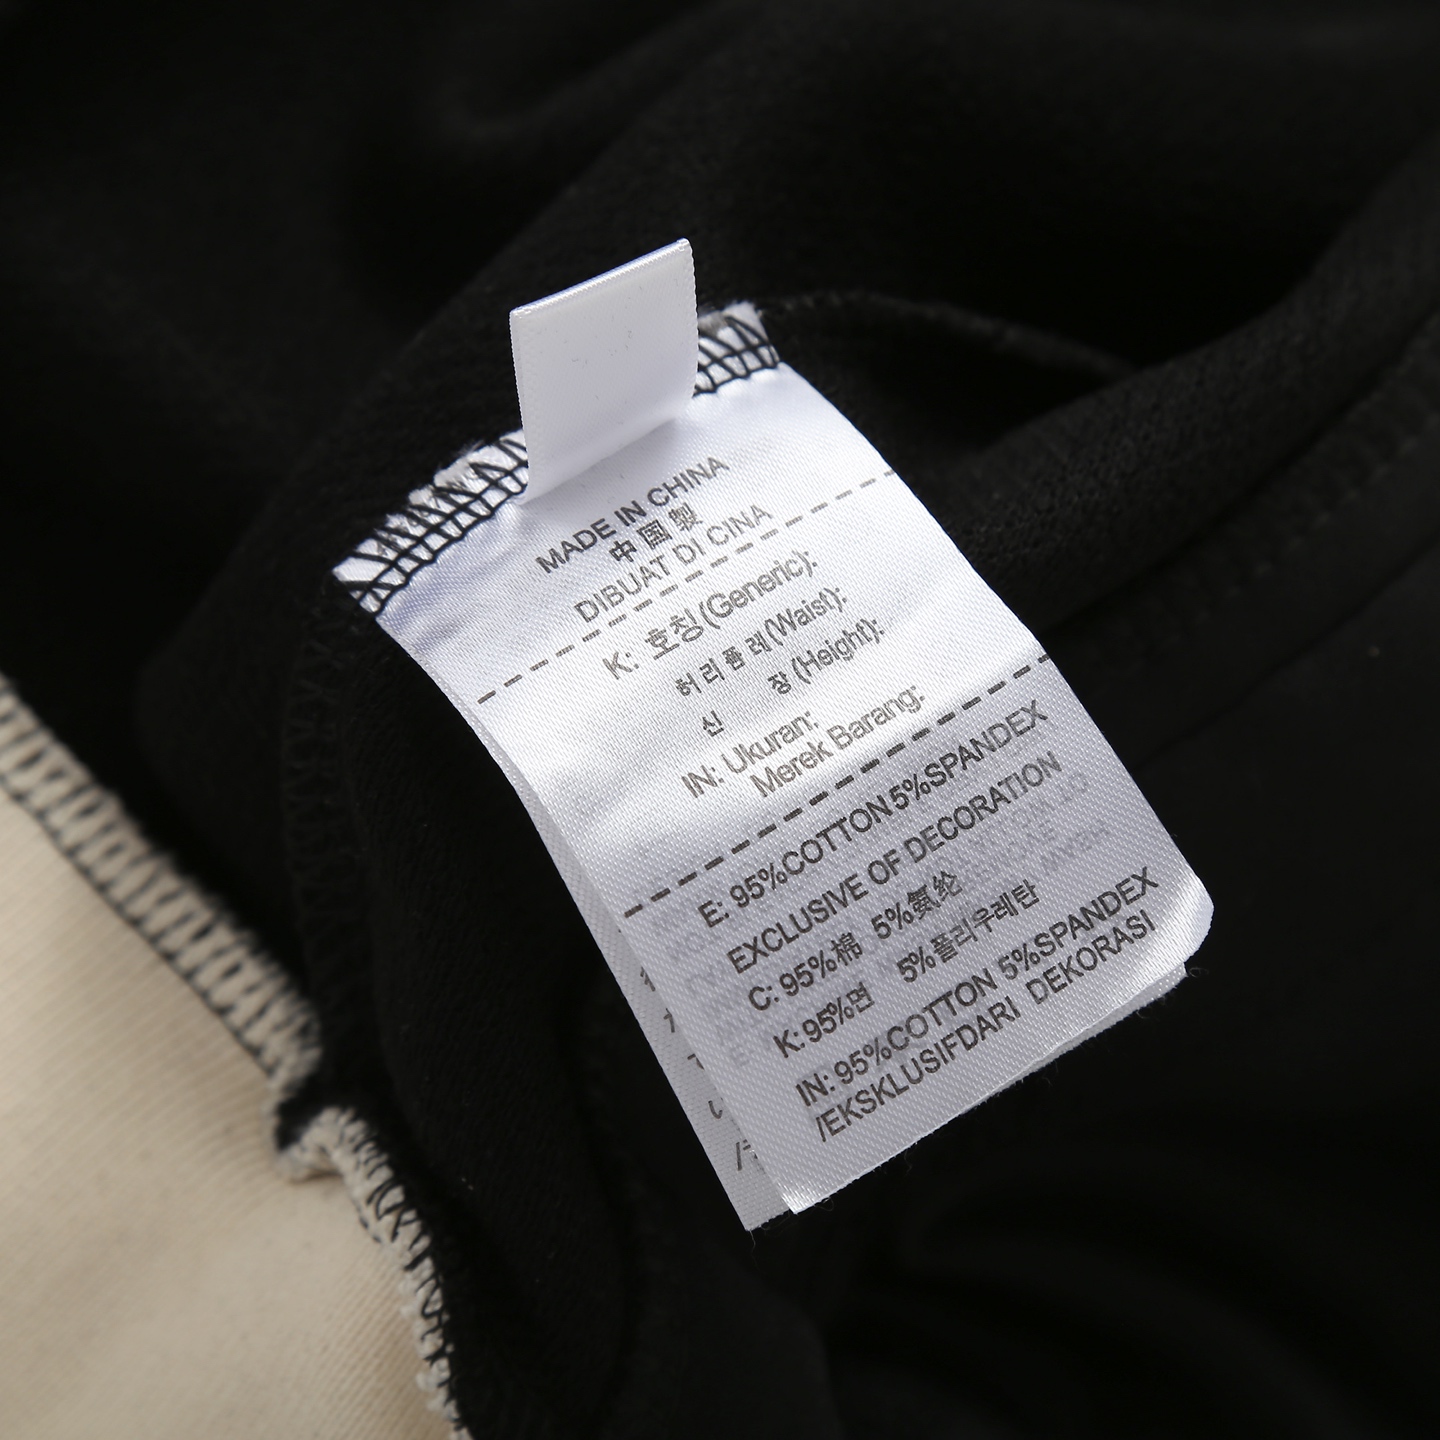 MADE IN CHINA
中国製
DIBUAT DI CINA
K: 호칭(Generic):
허리둘레(Waist):
신 장(Height):
IN: Ukuran:
Merek Barang:
E: 95%COTTON 5%SPANDEX
EXCLUSIVE OF DECORATION
C: 95%棉 5%氨纶
K: 95%면 5%폴리우레탄
IN: 95%COTTON 5%SPANDEX
/EKSKLUSIFDARI DEKORASI